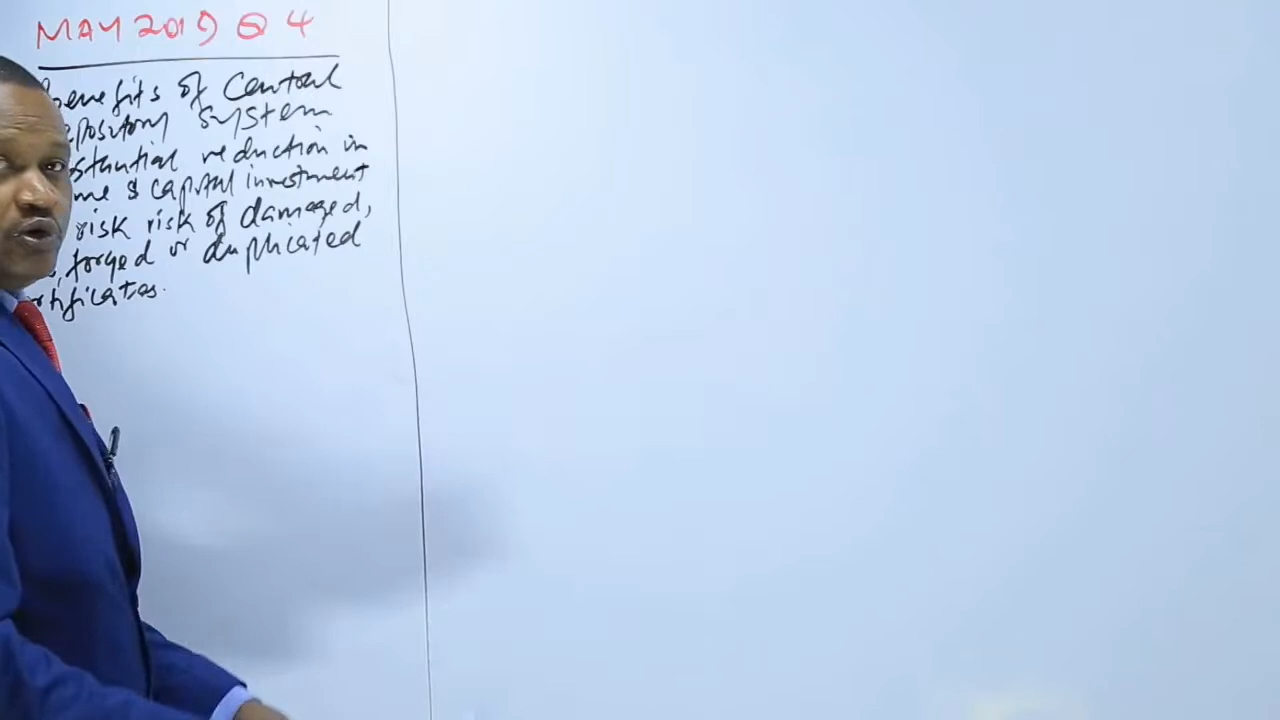 MAY 2019 Q 4
benefits of Central
epository system
stantial reduction in
me & capital investment
risk risk of damaged,
forged or duplicated
rtificates.